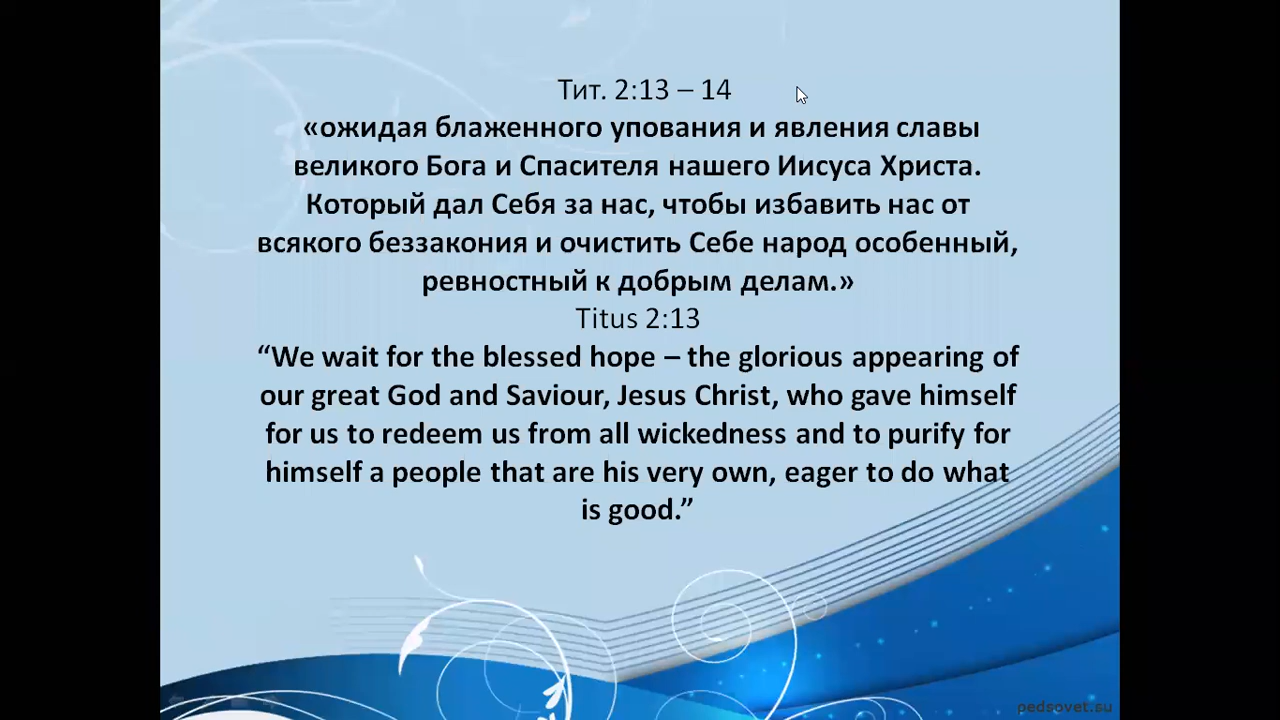 Тит. 2:13 – 14
«ожидая блаженного упования и явления славы
великого Бога и Спасителя нашего Иисуса Христа.
Который дал Себя за нас, чтобы избавить нас от
всякого беззакония и очистить Себе народ особенный,
ревностный к добрым делам.»
Titus 2:13
“We wait for the blessed hope – the glorious appearing of
our great God and Saviour, Jesus Christ, who gave himself
for us to redeem us from all wickedness and to purify for
himself a people that are his very own, eager to do what
is good.”
pedsovet.su